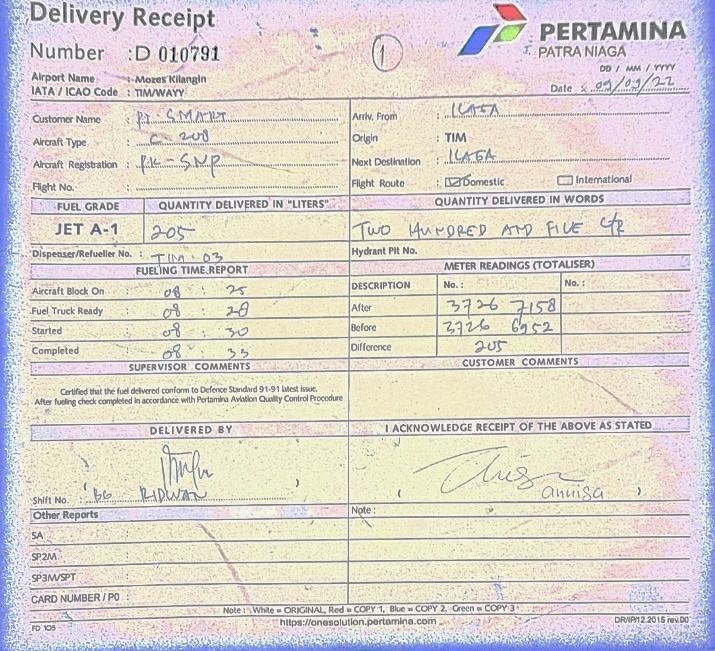 Delivery Receipt
PERTAMINA
PATRA NIAGA
Number : D 010791
1
Airport Name : Mozes Kilangin
IATA / ICAO Code : TIM/WAYY
DD / MM / YYYY
Date : 09/09/22
Customer Name : PT. SMART
Arriv. From : ILAGA
Aircraft Type : C-208
Origin : TIM
Aircraft Registration : PK-SNP
Next Destination : ILAGA
Flight No. :
Flight Route : Domestic International
FUEL GRADE QUANTITY DELIVERED IN "LITERS" QUANTITY DELIVERED IN WORDS
JET A-1 205 TWO HUNDRED AND FIVE
Dispenser/Refueller No. : TIM-03 Hydrant Pit No.
FUELING TIME REPORT METER READINGS (TOTALISER)
Aircraft Block On 08 : 25 DESCRIPTION No. : No. :
Fuel Truck Ready 08 : 28 After 3726 7158
Started 08 : 30 Before 3726 6952
Completed 08 : 33 Difference 205
SUPERVISOR COMMENTS CUSTOMER COMMENTS
Certified that the fuel delivered conform to Defence Standard 91-91 latest issue.
After fueling check completed in accordance with Pertamina Aviation Quality Control Procedure
DELIVERED BY I ACKNOWLEDGE RECEIPT OF THE ABOVE AS STATED
Shift No. RIDWAN ( annisa )
Other Reports Note :
SA :
SP2M :
SP3M/SPT :
CARD NUMBER / PO :
Note : White = ORIGINAL, Red = COPY 1, Blue = COPY 2, Green = COPY 3
https://onesolution.pertamina.com
FD 105
DR/IP/12.2015 rev.00